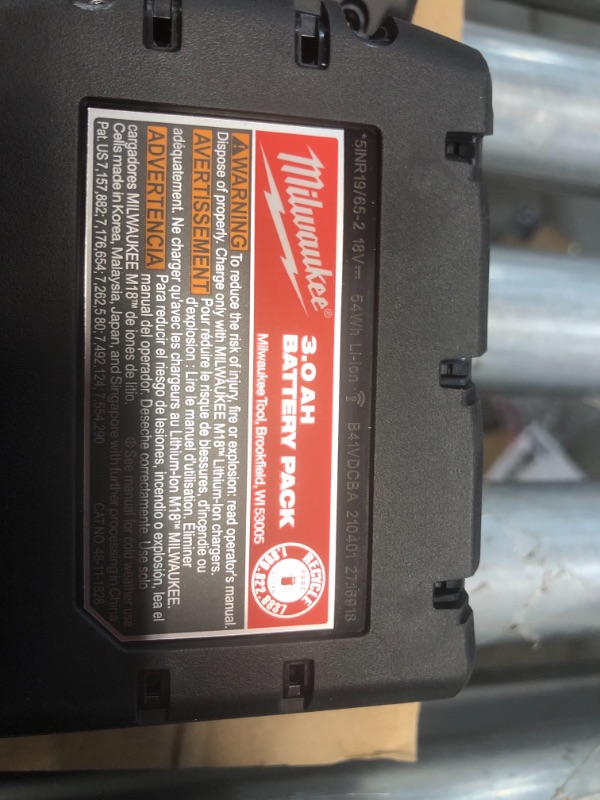 *5INR19/65-2 18V⎓ 54Wh Li-Ion B41VDCBA 210401
Milwaukee®
3.0 AH
BATTERY PACK
Milwaukee Tool, Brookfield, WI 53005
RECYCLE
1.800.822.8837
WARNING To reduce the risk of injury, fire or explosion: read operator's manual.
Dispose of properly. Charge only with MILWAUKEE M18™ Lithium-Ion chargers.
AVERTISSEMENT Pour réduire le risque de blessures, d'incendie ou
d'explosion : Lire le manuel d'utilisation. Éliminer
adéquatement. Ne charger qu'avec les chargeurs au Lithium-Ion M18™ MILWAUKEE.
ADVERTENCIA Para reducir el riesgo de lesiones, incendio o explosión, lea el
manual del operador. Deseche correctamente. Use solo
cargadores MILWAUKEE M18™ de iones de litio. See manual for cold weather use
Cells made in Korea, Malaysia, Japan, and Singapore with further processing in China
Pat. US 7,157,882; 7,176,654; 7,262,580; 7,492,124; 7,554,290 CAT.NO 48-11-1828